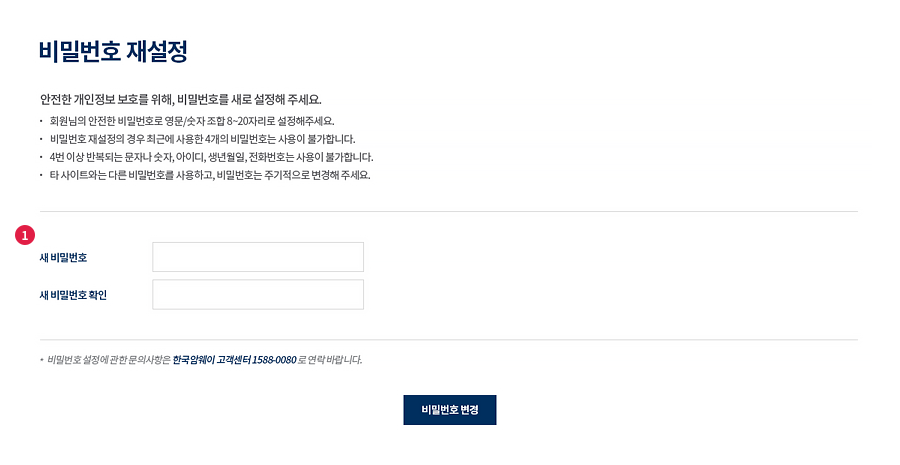 비밀번호 재설정
안전한 개인정보 보호를 위해, 비밀번호를 새로 설정해 주세요.
• 회원님의 안전한 비밀번호로 영문/숫자 조합 8~20자리로 설정해주세요.
• 비밀번호 재설정의 경우 최근에 사용한 4개의 비밀번호는 사용이 불가합니다.
• 4번 이상 반복되는 문자나 숫자, 아이디, 생년월일, 전화번호는 사용이 불가합니다.
• 타 사이트와는 다른 비밀번호를 사용하고, 비밀번호는 주기적으로 변경해 주세요.
1
새 비밀번호
새 비밀번호 확인
* 비밀번호 설정에 관한 문의사항은 한국암웨이 고객센터 1588-0080 로 연락 바랍니다.
비밀번호 변경